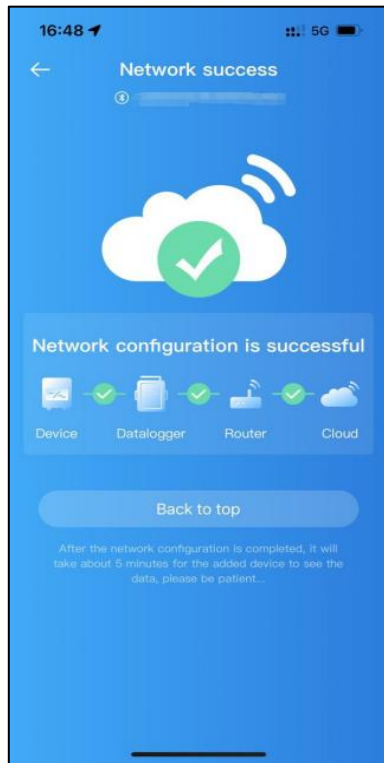 16:48 5G
Network success
Network configuration is successful
Device Datalogger Router Cloud
Back to top
After the network configuration is completed, it will
take about 5 minutes for the added device to see the
data, please be patient...